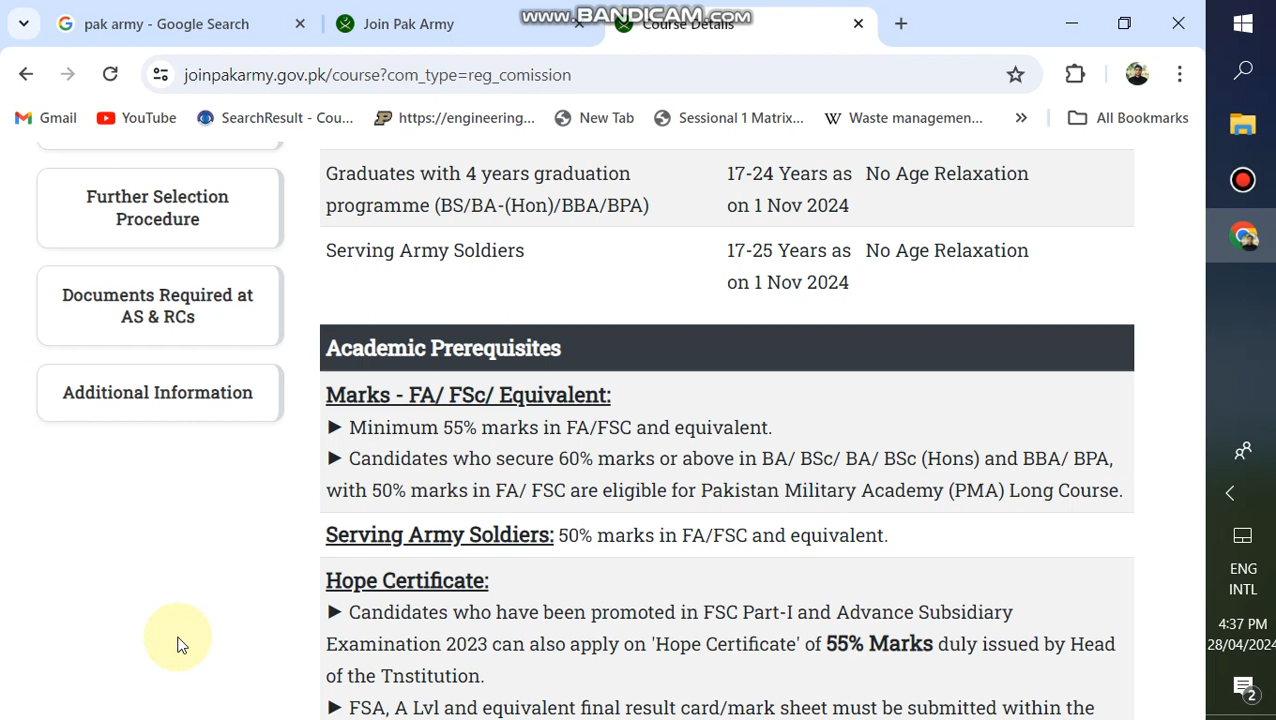 www.BANDICAM.com
pak army - Google Search
Join Pak Army
Course Details
joinpakarmy.gov.pk/course?com_type=reg_comission
Gmail
YouTube
SearchResult - Cou...
https://engineering...
New Tab
Sessional 1 Matrix...
Waste managemen...
All Bookmarks
Further Selection
Procedure
Documents Required at
AS & RCs
Additional Information
Graduates with 4 years graduation 17-24 Years as No Age Relaxation
programme (BS/BA-(Hon)/BBA/BPA) on 1 Nov 2024
Serving Army Soldiers 17-25 Years as No Age Relaxation
on 1 Nov 2024
Academic Prerequisites
Marks - FA/ FSc/ Equivalent:
► Minimum 55% marks in FA/FSC and equivalent.
► Candidates who secure 60% marks or above in BA/ BSc/ BA/ BSc (Hons) and BBA/ BPA,
with 50% marks in FA/ FSC are eligible for Pakistan Military Academy (PMA) Long Course.
Serving Army Soldiers: 50% marks in FA/FSC and equivalent.
Hope Certificate:
► Candidates who have been promoted in FSC Part-I and Advance Subsidiary
Examination 2023 can also apply on 'Hope Certificate' of 55% Marks duly issued by Head
of the Tnstitution.
► FSA, A Lvl and equivalent final result card/mark sheet must be submitted within the
ENG
INTL
4:37 PM
28/04/2024
2